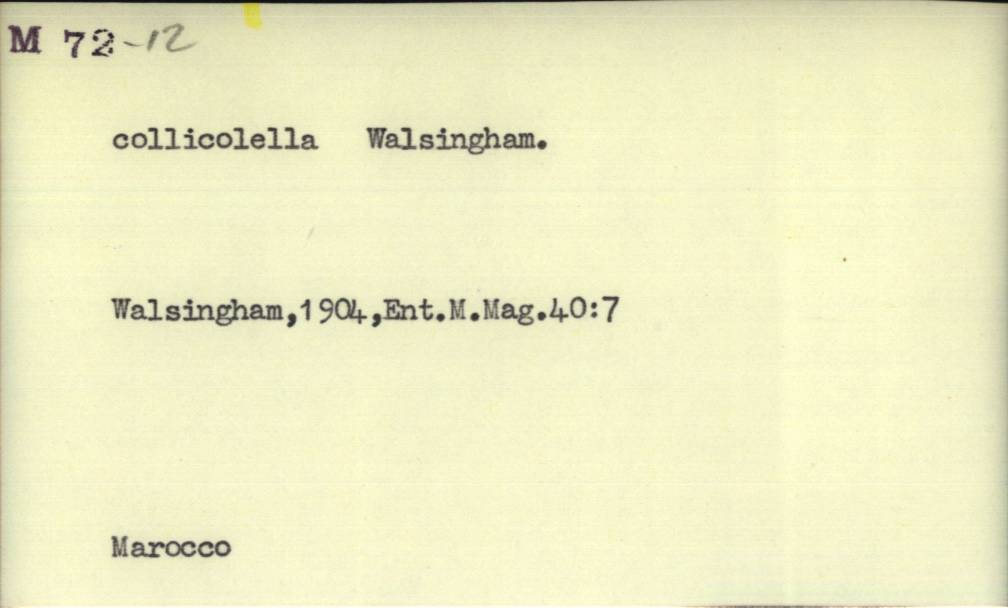 M 72-12
collicolella Walsingham.
Walsingham,1904,Ent.M.Mag.40:7
Marocco